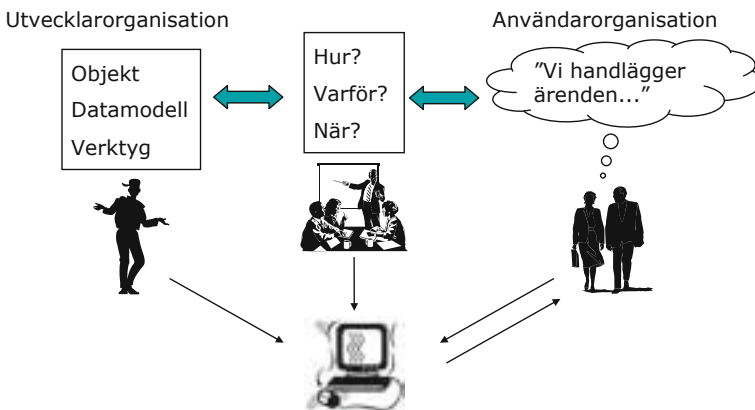 Utvecklarorganisation
Användarorganisation
Objekt
Datamodell
Verktyg
Hur?
Varför?
När?
”Vi handlägger
ärenden...”